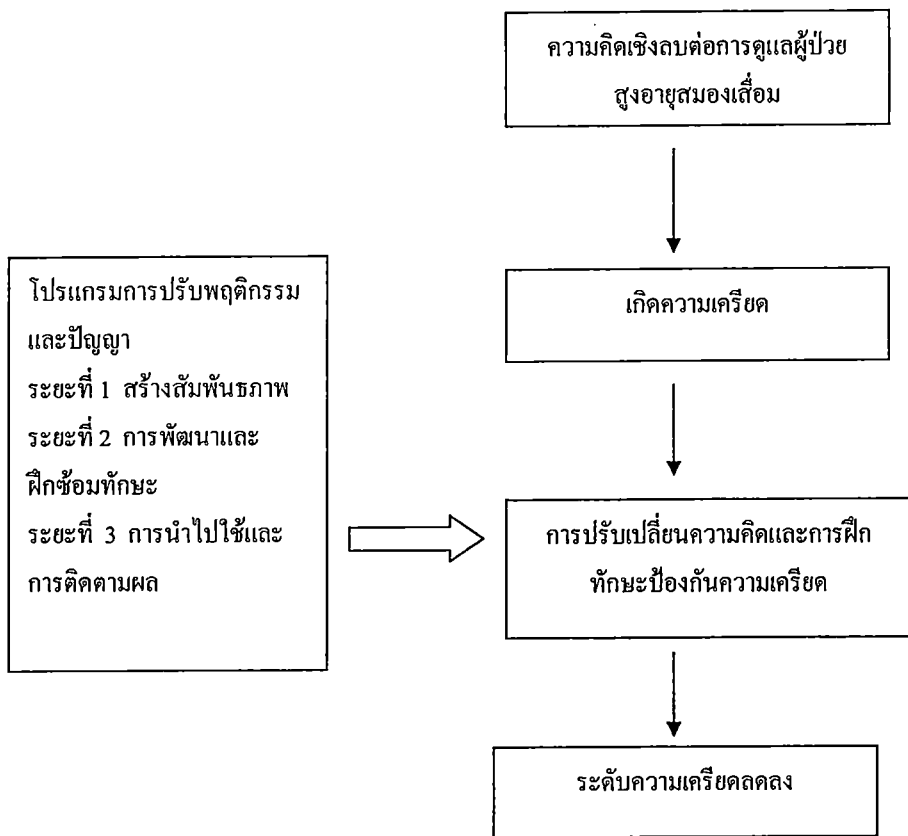 ความคิดเชิงลบต่อการดูแลผู้ป่วย
สูงอายุสมองเสื่อม
เกิดความเครียด
โปรแกรมการปรับพฤติกรรม
และปัญญา
ระยะที่ 1 สร้างสัมพันธภาพ
ระยะที่ 2 การพัฒนาและ
ฝึกซ้อมทักษะ
ระยะที่ 3 การนำไปใช้และ
การติดตามผล
การปรับเปลี่ยนความคิดและการฝึก
ทักษะป้องกันความเครียด
ระดับความเครียดลดลง